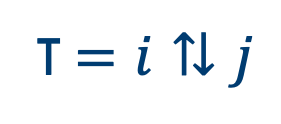 T = i ⇅ j